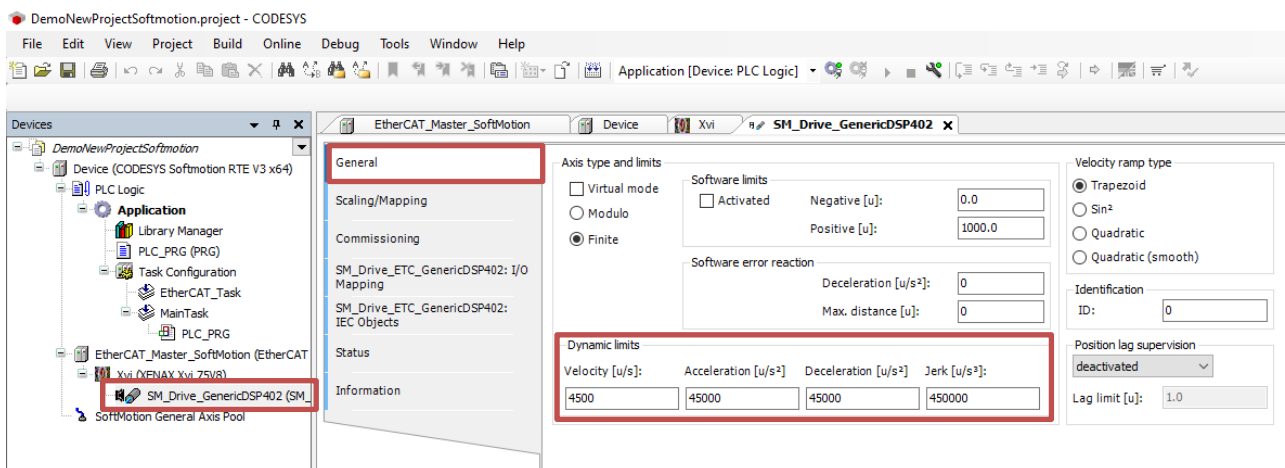 DemoNewProjectSoftmotion.project - CODESYS
File Edit View Project Build Online Debug Tools Window Help
Application [Device: PLC Logic]
Devices
DemoNewProjectSoftmotion
Device (CODESYS Softmotion RTE V3 x64)
PLC Logic
Application
Library Manager
PLC_PRG (PRG)
Task Configuration
EtherCAT_Task
MainTask
PLC_PRG
EtherCAT_Master_SoftMotion (EtherCAT
Xvi (XENAX Xvi 75V8)
SM_Drive_GenericDSP402 (SM_
SoftMotion General Axis Pool
EtherCAT_Master_SoftMotion Device Xvi SM_Drive_GenericDSP402
General
Scaling/Mapping
Commissioning
SM_Drive_ETC_GenericDSP402: I/O
Mapping
SM_Drive_ETC_GenericDSP402:
IEC Objects
Status
Information
Axis type and limits
Virtual mode
Modulo
Finite
Software limits
Activated Negative [u]: 0.0
Positive [u]: 1000.0
Software error reaction
Deceleration [u/s²]: 0
Max. distance [u]: 0
Dynamic limits
Velocity [u/s]: Acceleration [u/s²] Deceleration [u/s²] Jerk [u/s³]:
4500 45000 45000 450000
Velocity ramp type
Trapezoid
Sin²
Quadratic
Quadratic (smooth)
Identification
ID: 0
Position lag supervision
deactivated
Lag limit [u]: 1.0